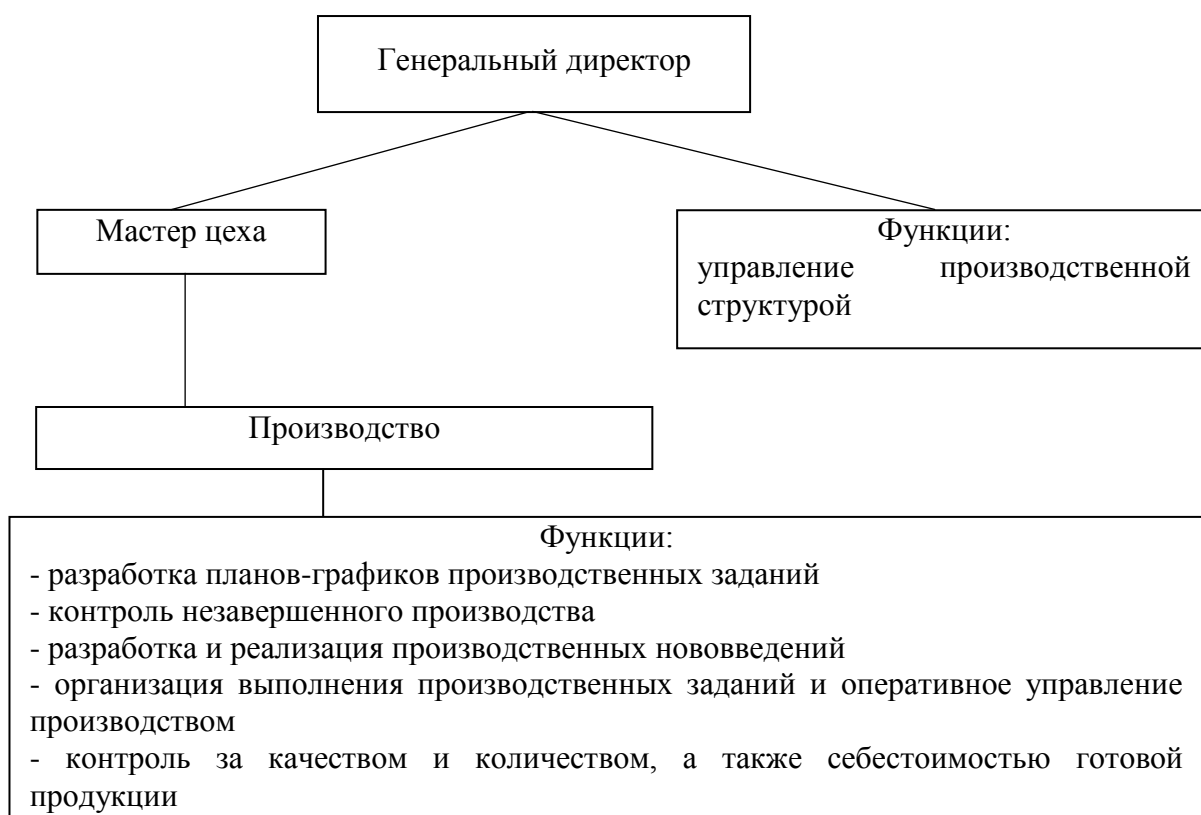 Генеральный директор
Мастер цеха
Функции:
управление производственной
структурой
Производство
Функции:
- разработка планов-графиков производственных заданий
- контроль незавершенного производства
- разработка и реализация производственных нововведений
- организация выполнения производственных заданий и оперативное управление
производством
- контроль за качеством и количеством, а также себестоимостью готовой
продукции